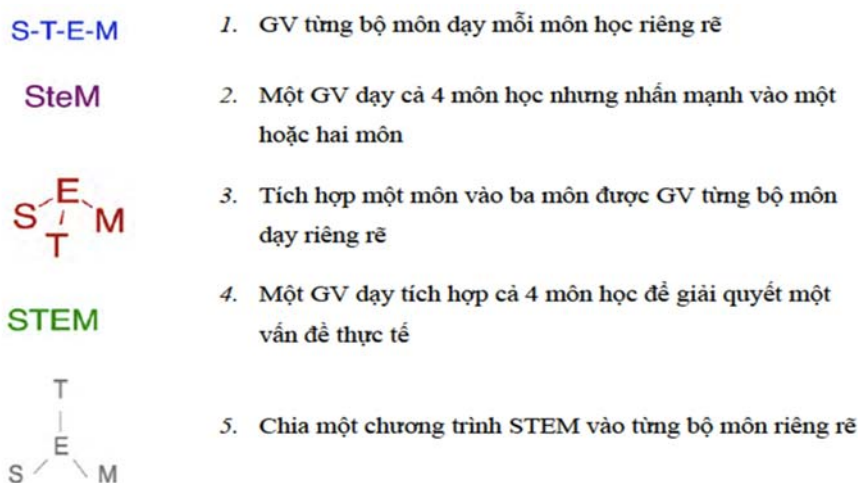 S-T-E-M
1. GV từng bộ môn dạy mỗi môn học riêng rẽ
SteM
2. Một GV dạy cả 4 môn học nhưng nhấn mạnh vào một
hoặc hai môn
E
S M
T
3. Tích hợp một môn vào ba môn được GV từng bộ môn
dạy riêng rẽ
STEM
4. Một GV dạy tích hợp cả 4 môn học để giải quyết một
vấn đề thực tế
T
E
S M
5. Chia một chương trình STEM vào từng bộ môn riêng rẽ